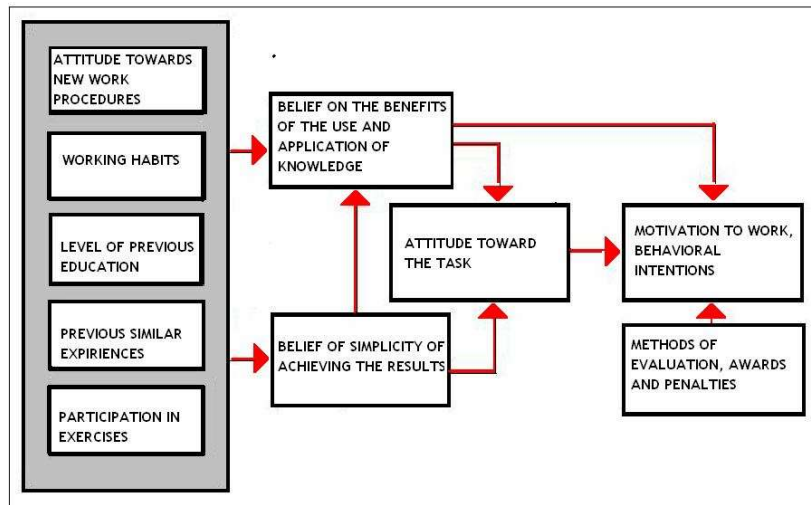 ATTITUDE TOWARDS
NEW WORK
PROCEDURES
WORKING HABITS
LEVEL OF PREVIOUS
EDUCATION
PREVIOUS SIMILAR
EXPIRIENCES
PARTICIPATION IN
EXERCISES
BELIEF ON THE BENEFITS
OF THE USE AND
APPLICATION OF
KNOWLEDGE
BELIEF OF SIMPLICITY OF
ACHIEVING THE RESULTS
ATTITUDE TOWARD
THE TASK
MOTIVATION TO WORK,
BEHAVIORAL
INTENTIONS
METHODS OF
EVALUATION, AWARDS
AND PENALTIES